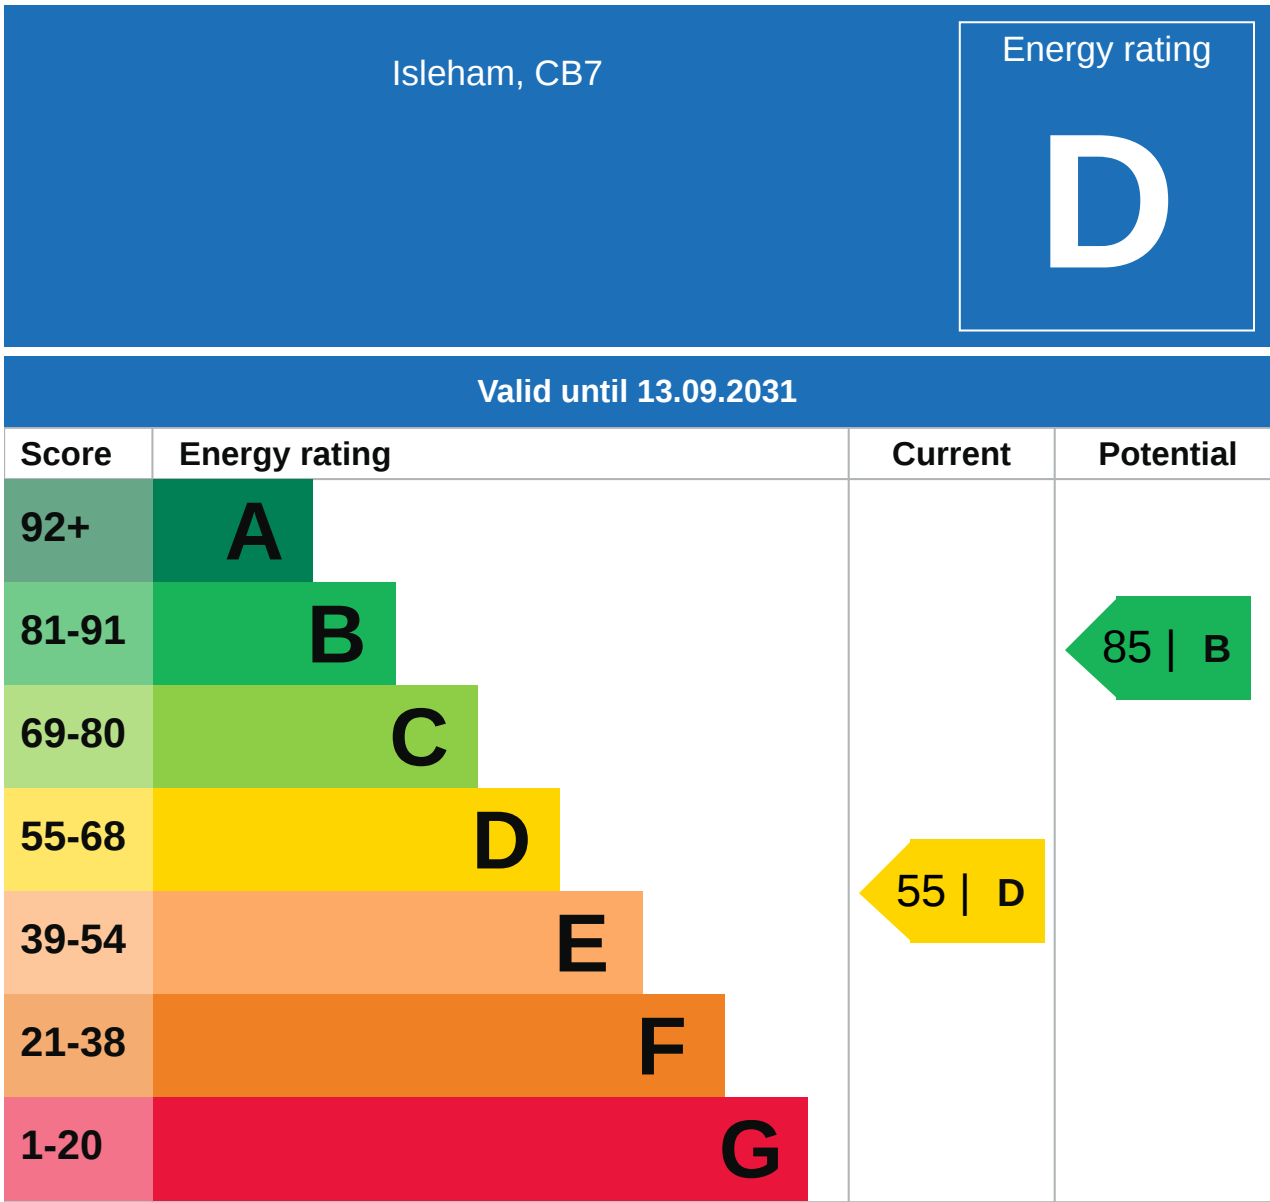 Isleham, CB7
Energy rating
D
Valid until 13.09.2031
Score Energy rating Current Potential
92+ A
81-91 B
85 | B
69-80 C
55-68 D
55 | D
39-54 E
21-38 F
1-20 G